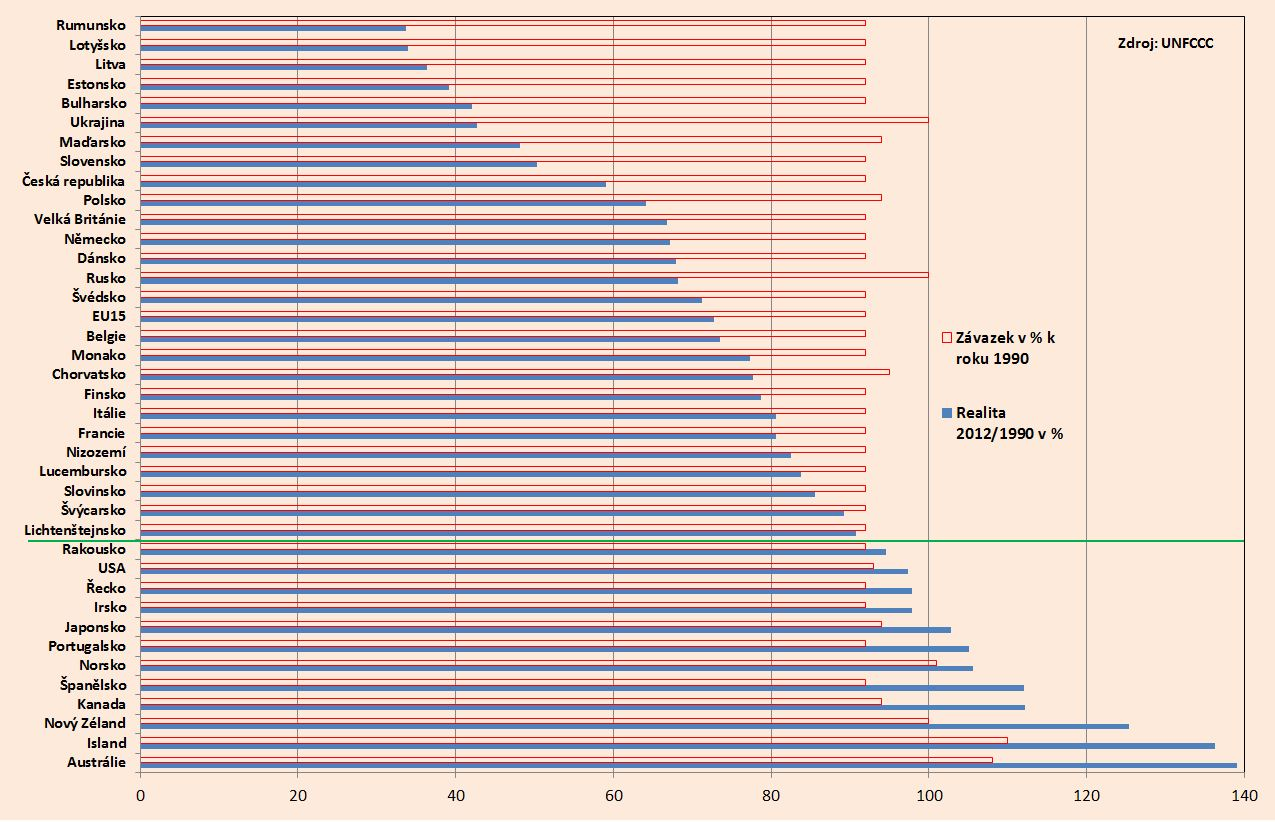 Rumunsko
Lotyšsko
Litva
Estonsko
Bulharsko
Ukrajina
Maďarsko
Slovensko
Česká republika
Polsko
Velká Británie
Německo
Dánsko
Rusko
Švédsko
EU15
Belgie
Monako
Chorvatsko
Finsko
Itálie
Francie
Nizozemí
Lucembursko
Slovinsko
Švýcarsko
Lichtenštejnsko
Rakousko
USA
Řecko
Irsko
Japonsko
Portugalsko
Norsko
Španělsko
Kanada
Nový Zéland
Island
Austrálie
0 20 40 60 80 100 120 140
Zdroj: UNFCCC
Závazek v % k
roku 1990
Realita
2012/1990 v %